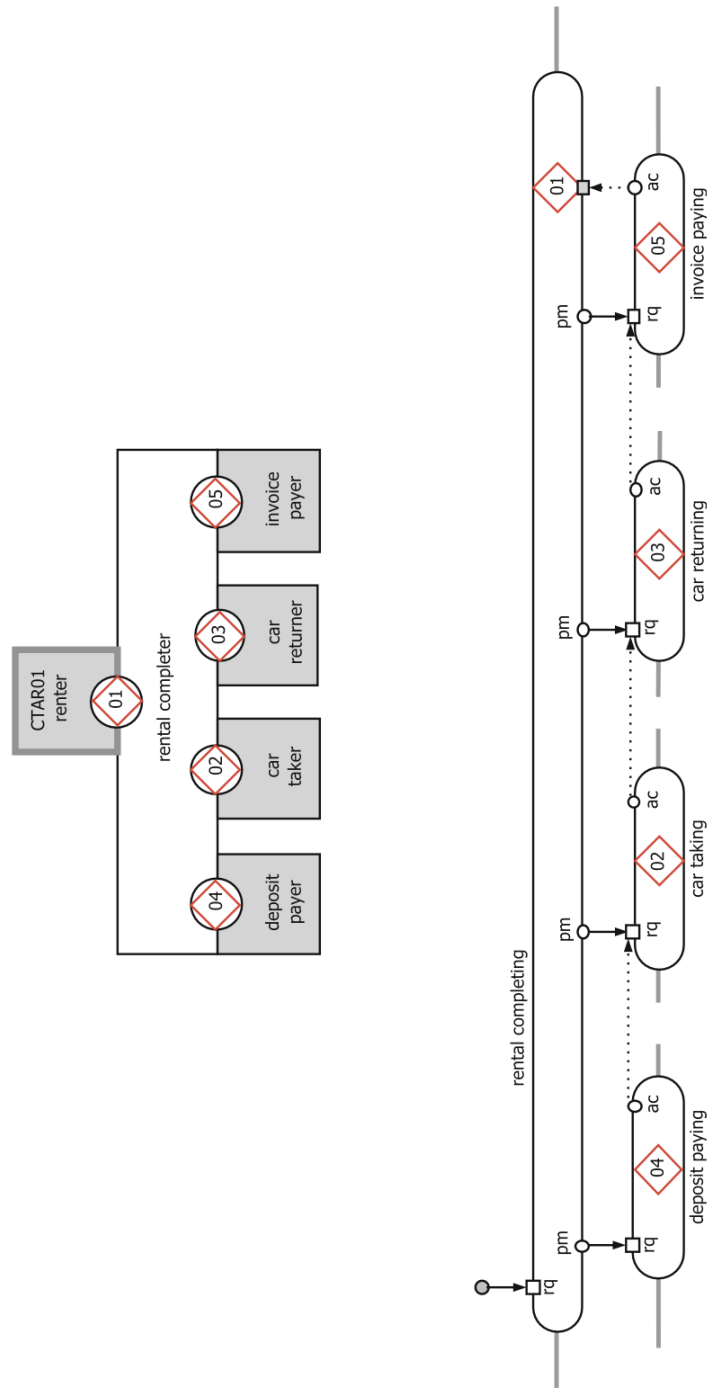 CTAR01
renter
01
rental completer
04
02
03
05
deposit
payer
car
taker
car
returner
invoice
payer
rental completing
rq
pm
pm
pm
pm
01
rq
04
ac
rq
02
ac
rq
03
ac
rq
05
ac
deposit paying
car taking
car returning
invoice paying